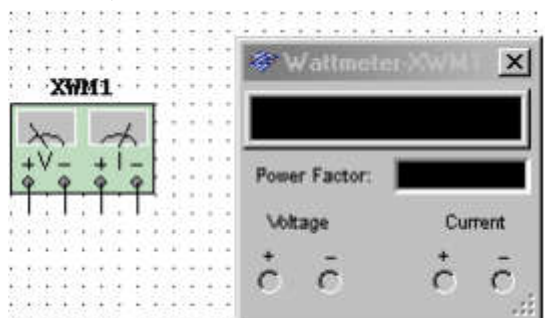 XWM1
+ V - + I -
Wattmeter-XWM1
Power Factor:
Voltage Current
+ - + -